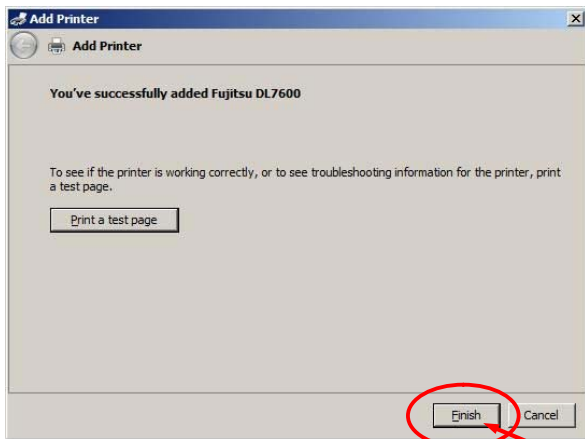 Add Printer
Add Printer
You've successfully added Fujitsu DL7600
To see if the printer is working correctly, or to see troubleshooting information for the printer, print
a test page.
Print a test page
Finish
Cancel